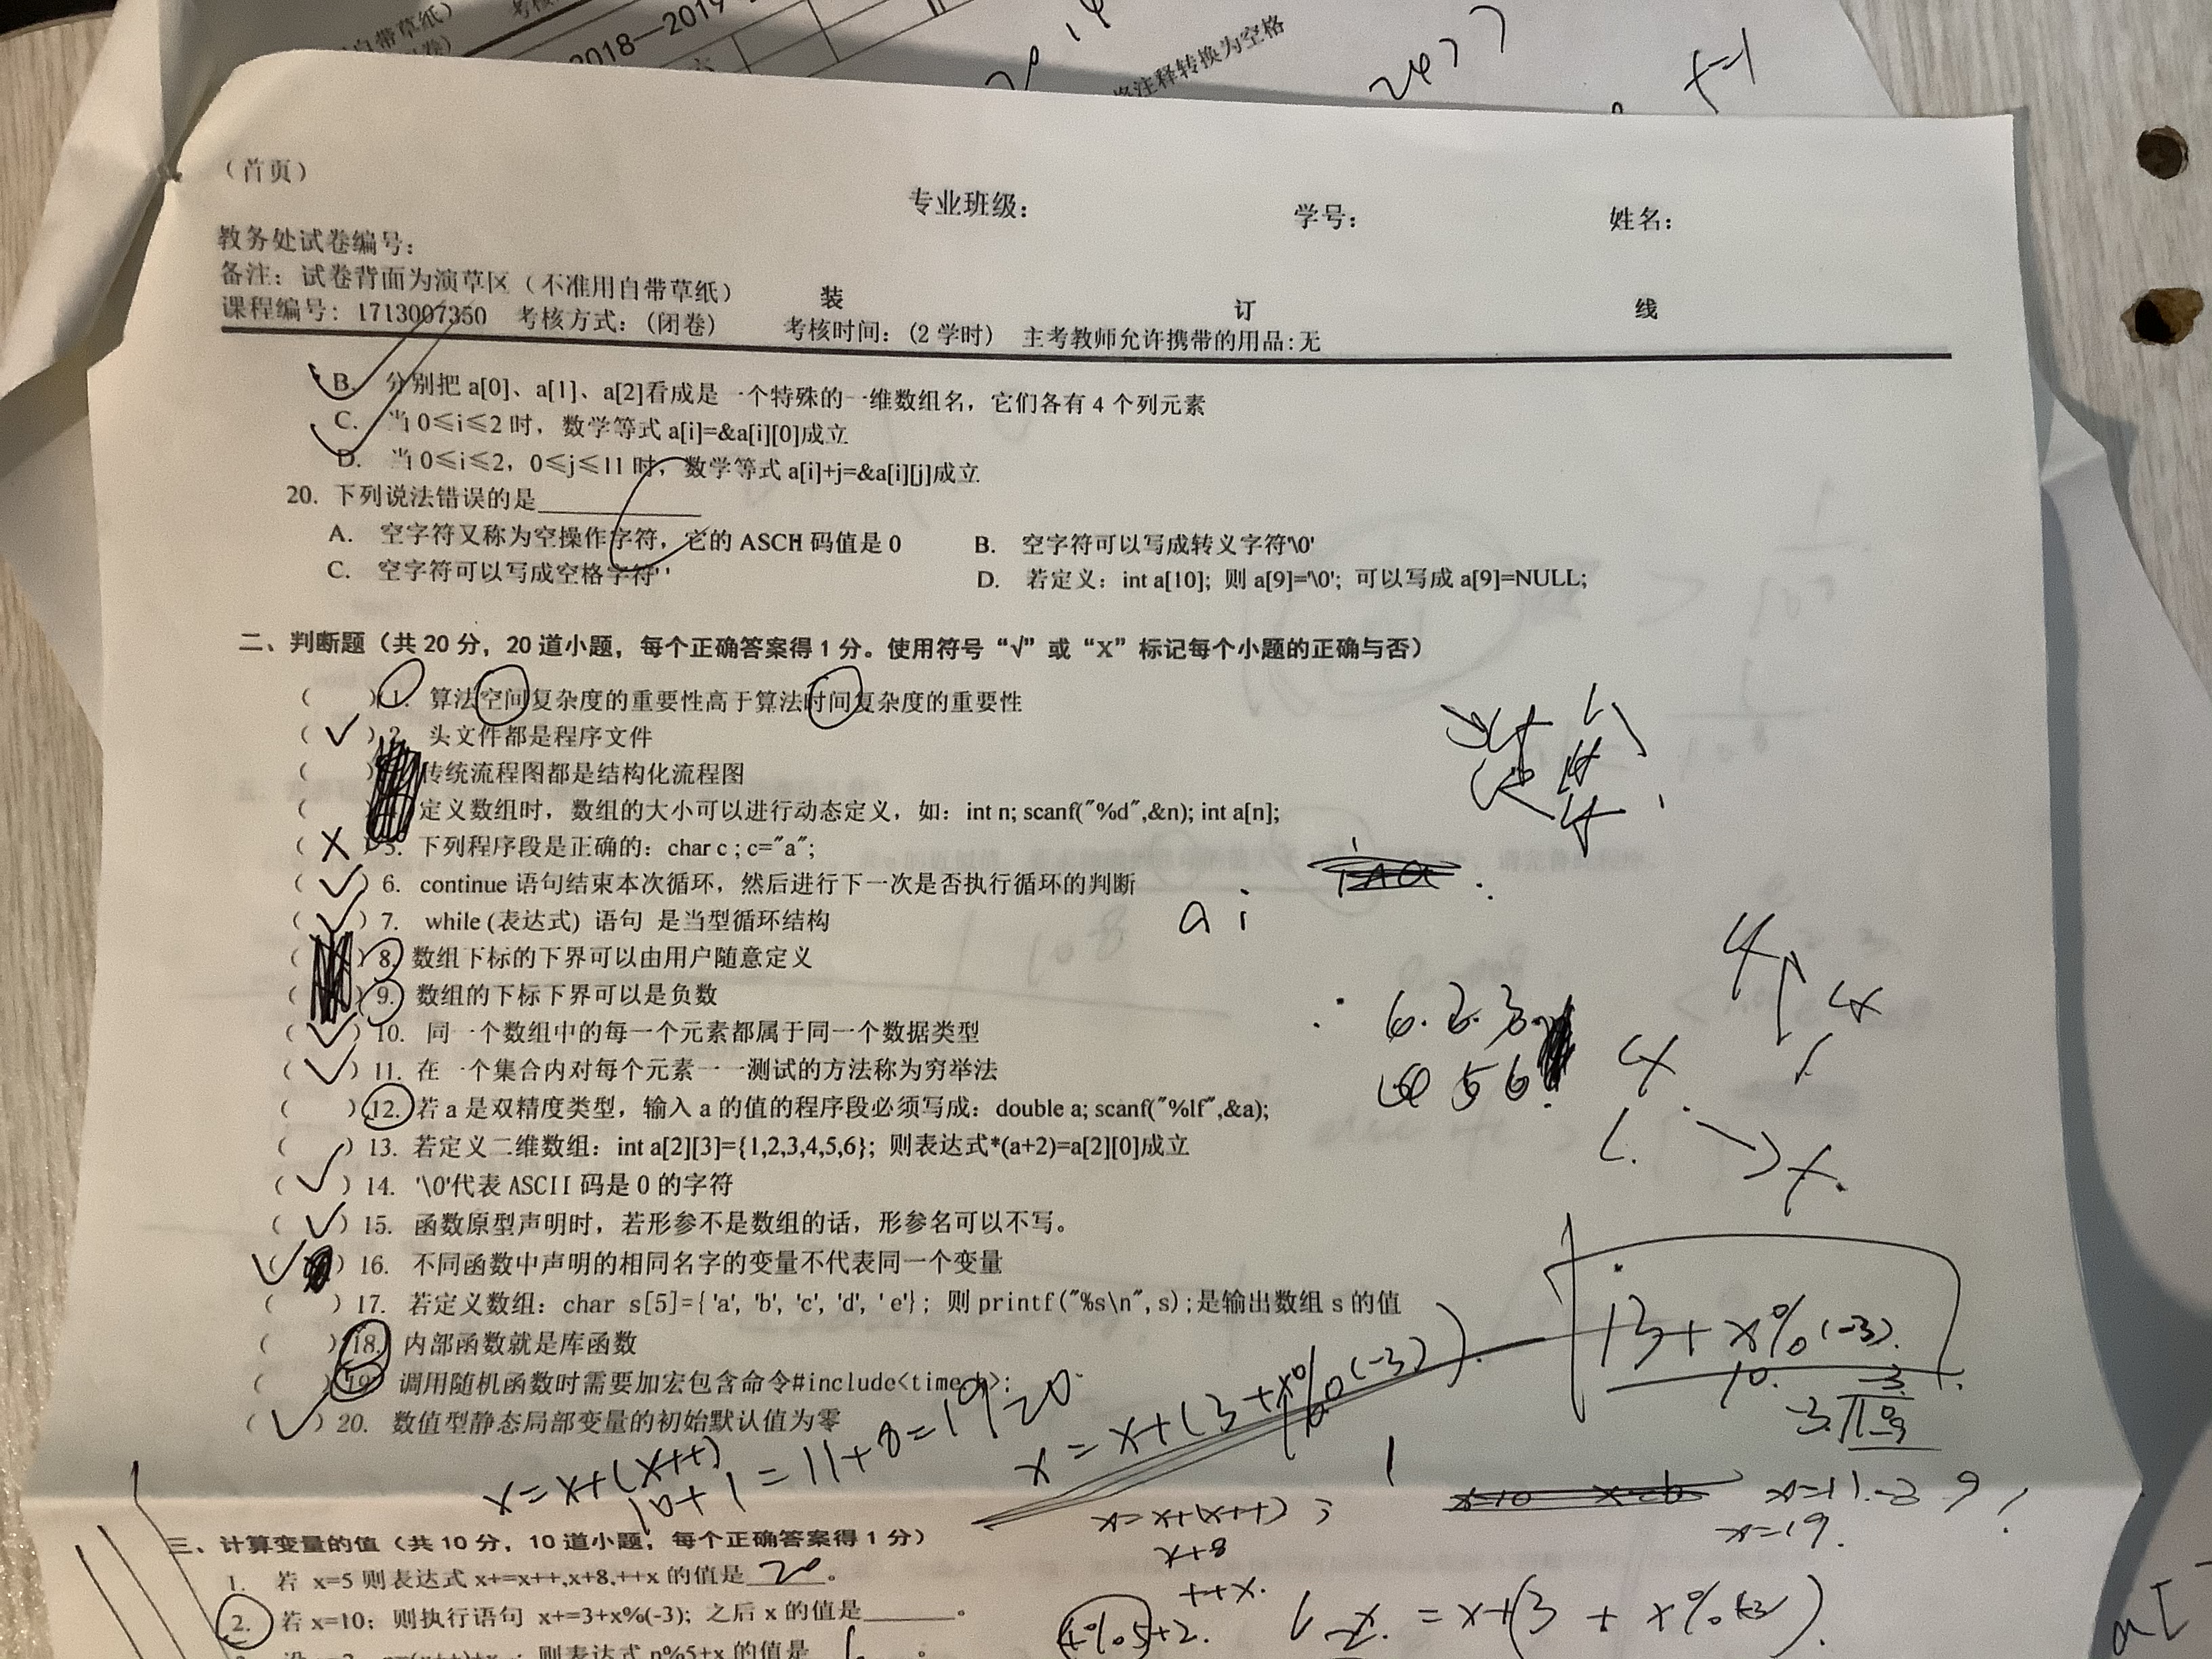 自带草纸)
2018—2019
注释转换为空格
2477
t=1
(首页)
专业班级: 学号: 姓名:
教务处试卷编号:
备注: 试卷背面为演草区(不准用自带草纸) 装 订 线
课程编号: 1713007350 考核方式: (闭卷) 考核时间: (2 学时) 主考教师允许携带的用品:无
B. 分别把 a[0]、a[1]、a[2]看成是一个特殊的一维数组名, 它们各有 4 个列元素
C. 当 0≤i≤2 时, 数学等式 a[i]=&a[i][0]成立
D. 当 0≤i≤2, 0≤j≤11 时, 数学等式 a[i]+j=&a[i][j]成立
20. 下列说法错误的是______
A. 空字符又称为空操作字符, 它的 ASCII 码值是 0 B. 空字符可以写成转义字符'\0'
C. 空字符可以写成空格字符' ' D. 若定义: int a[10]; 则 a[9]='\0'; 可以写成 a[9]=NULL;
二、判断题(共 20 分, 20 道小题, 每个正确答案得 1 分。使用符号“√”或“X”标记每个小题的正确与否)
( ) 1. 算法空间复杂度的重要性高于算法时间复杂度的重要性
( √ ) 2. 头文件都是程序文件
( ) 传统流程图都是结构化流程图
( ) 定义数组时, 数组的大小可以进行动态定义, 如: int n; scanf("%d",&n); int a[n];
( X ) 5. 下列程序段是正确的: char c ; c="a";
( √ ) 6. continue 语句结束本次循环, 然后进行下一次是否执行循环的判断
( √ ) 7. while (表达式) 语句 是当型循环结构
a i
( ) 8. 数组下标的下界可以由用户随意定义
( ) 9. 数组的下标下界可以是负数
( √ ) 10. 同一个数组中的每一个元素都属于同一个数据类型
( √ ) 11. 在一个集合内对每个元素一一测试的方法称为穷举法
( ) 12. 若 a 是双精度类型, 输入 a 的值的程序段必须写成: double a; scanf("%lf",&a);
( ) 13. 若定义二维数组: int a[2][3]={1,2,3,4,5,6}; 则表达式*(a+2)=a[2][0]成立
( √ ) 14. '\0'代表 ASCII 码是 0 的字符
( √ ) 15. 函数原型声明时, 若形参不是数组的话, 形参名可以不写。
√ ( ) 16. 不同函数中声明的相同名字的变量不代表同一个变量
( ) 17. 若定义数组: char s[5]={'a', 'b', 'c', 'd', 'e'}; 则 printf("%s\n", s);是输出数组 s 的值
13+x%(-3).
10.
( ) 18. 内部函数就是库函数
( ) 19. 调用随机函数时需要加宏包含命令#include<time.h>;
( √ ) 20. 数值型静态局部变量的初始默认值为零
x=x+(x++)
10+1=11+8=19 20
x=x+(3+x%(-3)).
x=x+(x++);
x+8
++x.
x=11.
x=19.
三、计算变量的值(共 10 分, 10 道小题, 每个正确答案得 1 分)
1. 若 x=5 则表达式 x+=x++,x+8,++x 的值是 20 。
2. 若 x=10; 则执行语句 x+=3+x%(-3); 之后 x 的值是______。
%5+2.
x=x+(3+x%(-3)).
则表达式 n%5+x 的值是